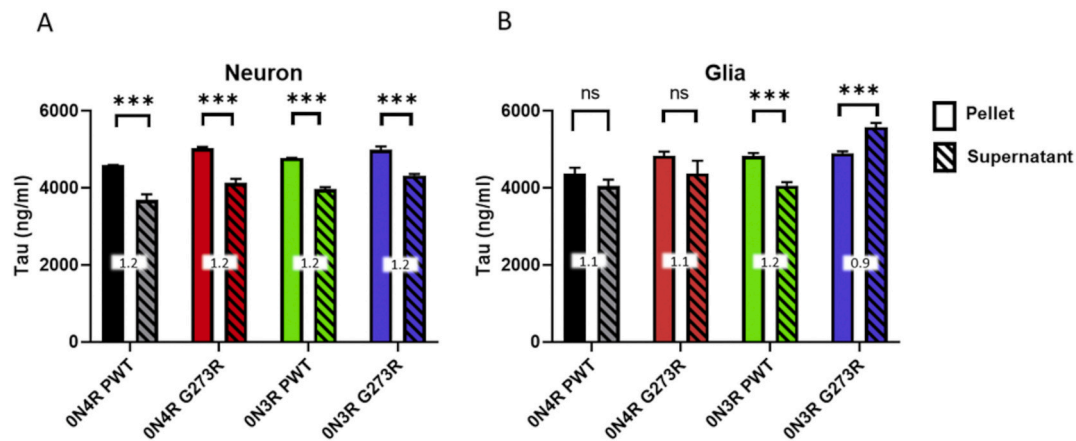 A
Neuron
*** *** *** ***
6000
4000
2000
0
Tau (ng/ml)
1.2 1.2 1.2 1.2
0N4R PWT
0N4R G273R
0N3R PWT
0N3R G273R
B
Glia
ns ns *** ***
6000
4000
2000
0
Tau (ng/ml)
1.1 1.1 1.2 0.9
0N4R PWT
0N4R G273R
0N3R PWT
0N3R G273R
Pellet
Supernatant